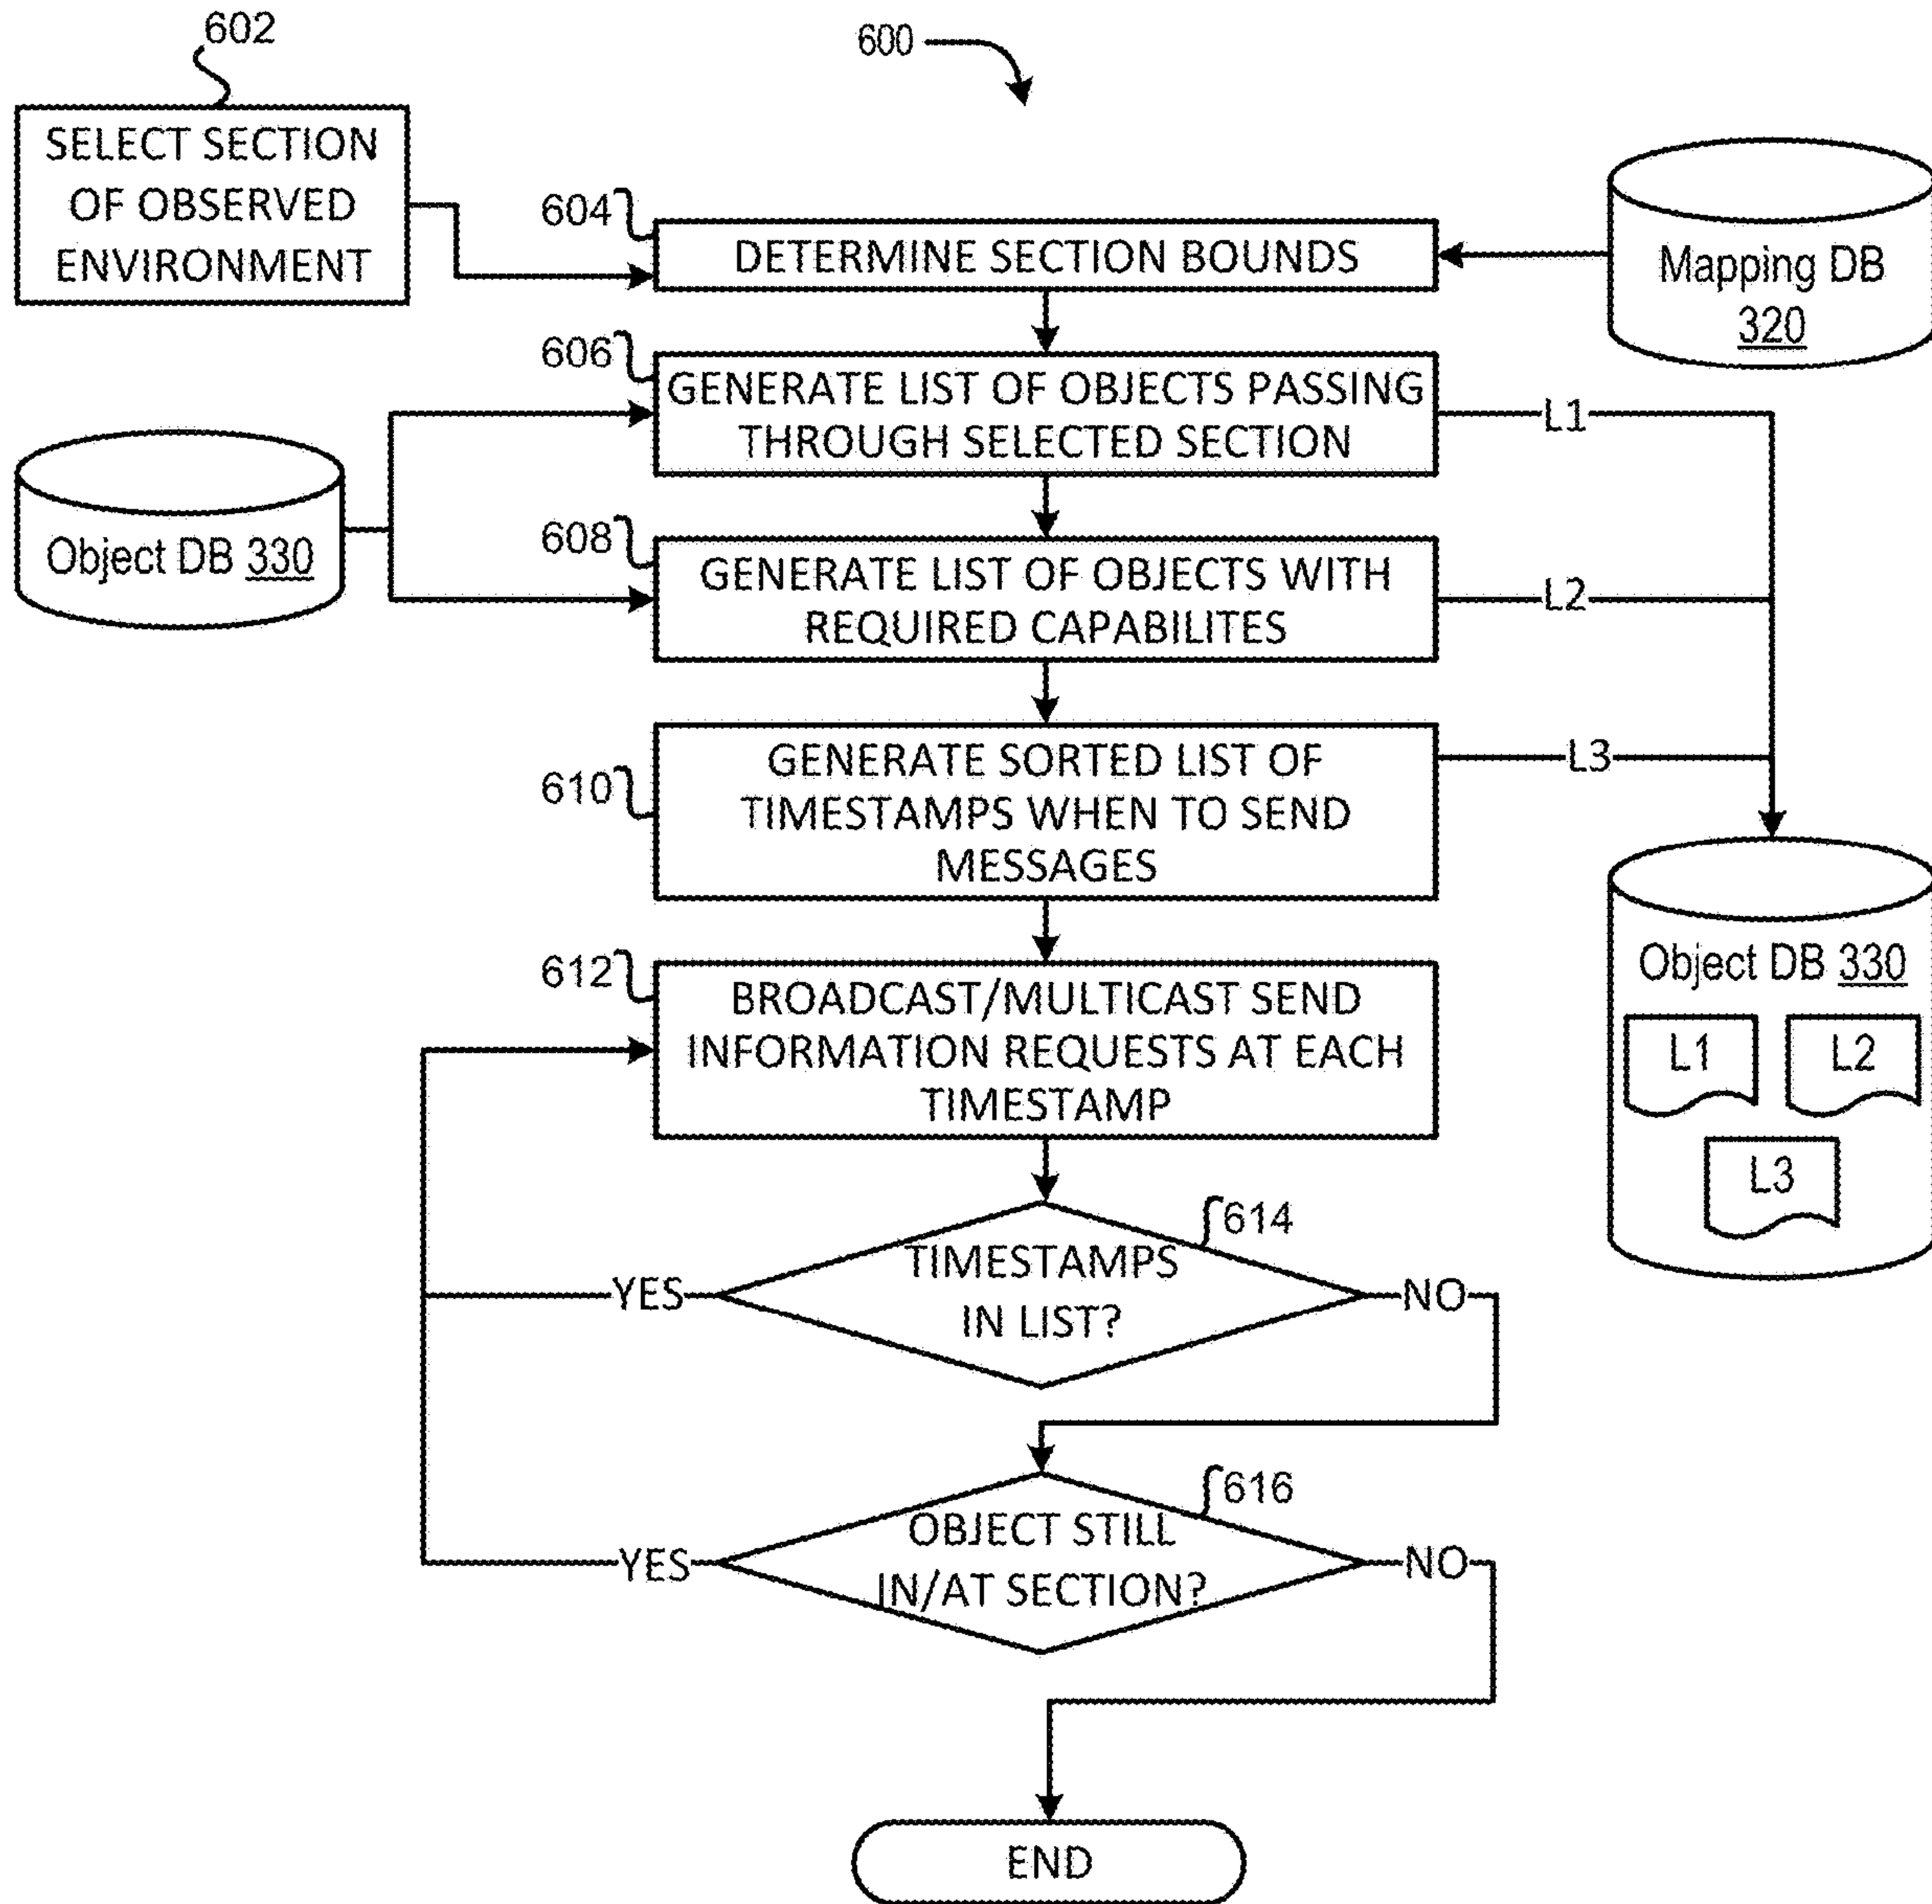 602
600
SELECT SECTION
OF OBSERVED
ENVIRONMENT
604
DETERMINE SECTION BOUNDS
Mapping DB
320
606
GENERATE LIST OF OBJECTS PASSING
THROUGH SELECTED SECTION
L1
Object DB 330
608
GENERATE LIST OF OBJECTS WITH
REQUIRED CAPABILITES
L2
610
GENERATE SORTED LIST OF
TIMESTAMPS WHEN TO SEND
MESSAGES
L3
612
BROADCAST/MULTICAST SEND
INFORMATION REQUESTS AT EACH
TIMESTAMP
Object DB 330
L1
L2
L3
614
TIMESTAMPS
IN LIST?
YES
NO
616
OBJECT STILL
IN/AT SECTION?
YES
NO
END